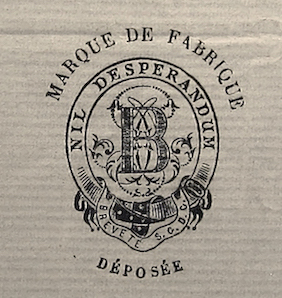 MARQUE DE FABRIQUE
NIL DESPERANDUM
B
BREVETÉ S.G.D.G.
DÉPOSÉE